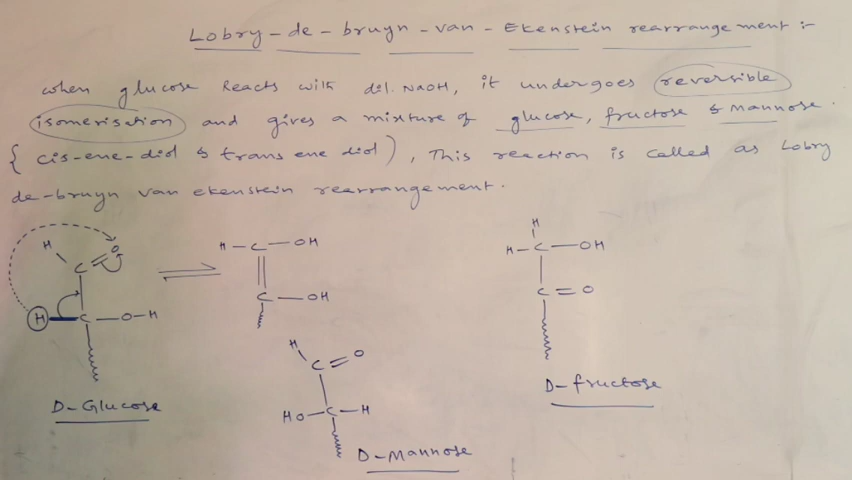 Lobry-de-bruyn-van-Ekenstein rearrangement :-
when glucose reacts with dil. NaOH, it undergoes reversible
isomerisation and gives a mixture of glucose, fructose & mannose.
{ cis-ene-diol & trans ene diol), This reaction is called as Lobry
de-bruyn van ekenstein rearrangement.
H
C = O
H - C - O - H
D-Glucose
H - C - OH
C - OH
H
C = O
HO - C - H
D-Mannose
H
H - C - OH
C = O
D-fructose